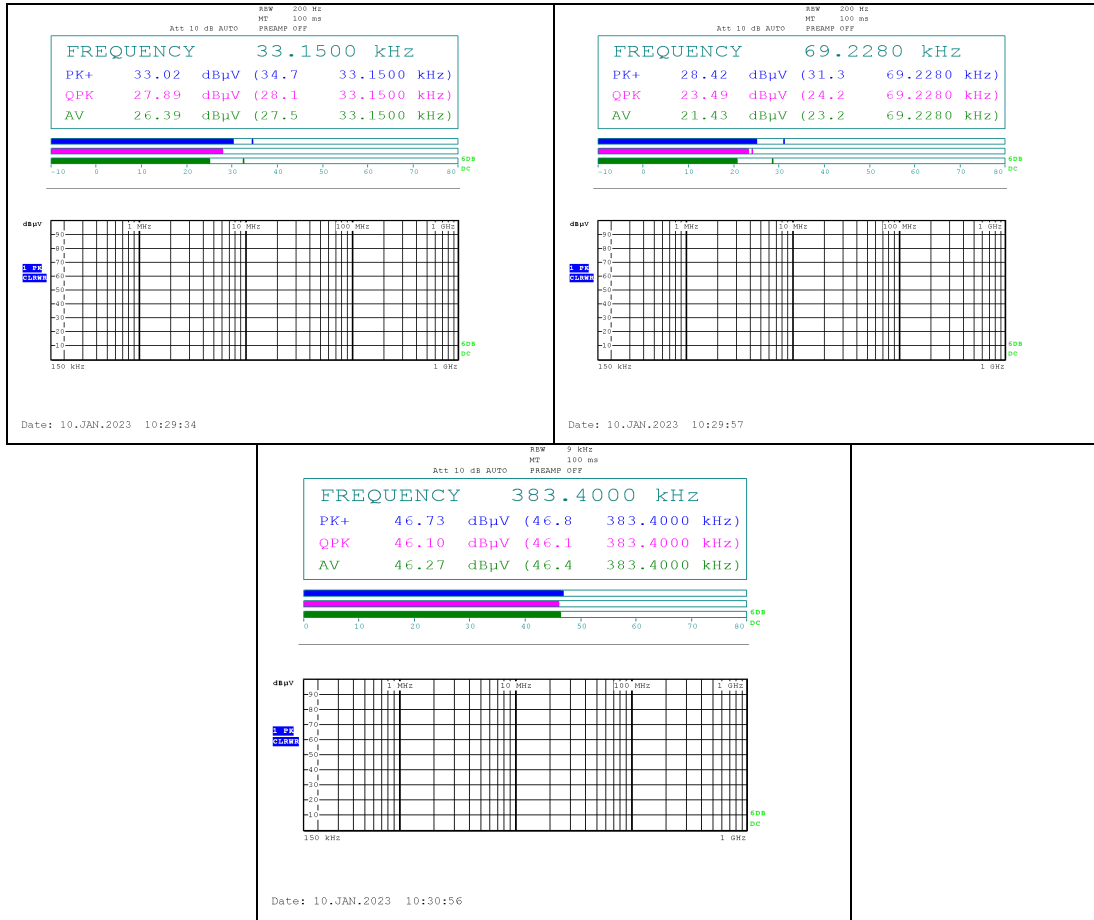 RBW 200 Hz
MT 100 ms
Att 10 dB AUTO PREAMP OFF
FREQUENCY 33.1500 kHz
PK+ 33.02 dBµV (34.7 33.1500 kHz)
QPK 27.89 dBµV (28.1 33.1500 kHz)
AV 26.39 dBµV (27.5 33.1500 kHz)
6DB
DC
-10 0 10 20 30 40 50 60 70 80
dBµV 1 MHz 10 MHz 100 MHz 1 GHz
90
80
70
1 PK
60
CLRWR
50
40
30
20
10
6DB
DC
150 kHz 1 GHz
Date: 10.JAN.2023 10:29:34
RBW 200 Hz
MT 100 ms
Att 10 dB AUTO PREAMP OFF
FREQUENCY 69.2280 kHz
PK+ 28.42 dBµV (31.3 69.2280 kHz)
QPK 23.49 dBµV (24.2 69.2280 kHz)
AV 21.43 dBµV (23.2 69.2280 kHz)
6DB
DC
-10 0 10 20 30 40 50 60 70 80
dBµV 1 MHz 10 MHz 100 MHz 1 GHz
90
80
70
1 PK
60
CLRWR
50
40
30
20
10
6DB
DC
150 kHz 1 GHz
Date: 10.JAN.2023 10:29:57
RBW 9 kHz
MT 100 ms
Att 10 dB AUTO PREAMP OFF
FREQUENCY 383.4000 kHz
PK+ 46.73 dBµV (46.8 383.4000 kHz)
QPK 46.10 dBµV (46.1 383.4000 kHz)
AV 46.27 dBµV (46.4 383.4000 kHz)
6DB
DC
0 10 20 30 40 50 60 70 80
dBµV 1 MHz 10 MHz 100 MHz 1 GHz
90
80
70
1 PK
60
CLRWR
50
40
30
20
10
6DB
DC
150 kHz 1 GHz
Date: 10.JAN.2023 10:30:56